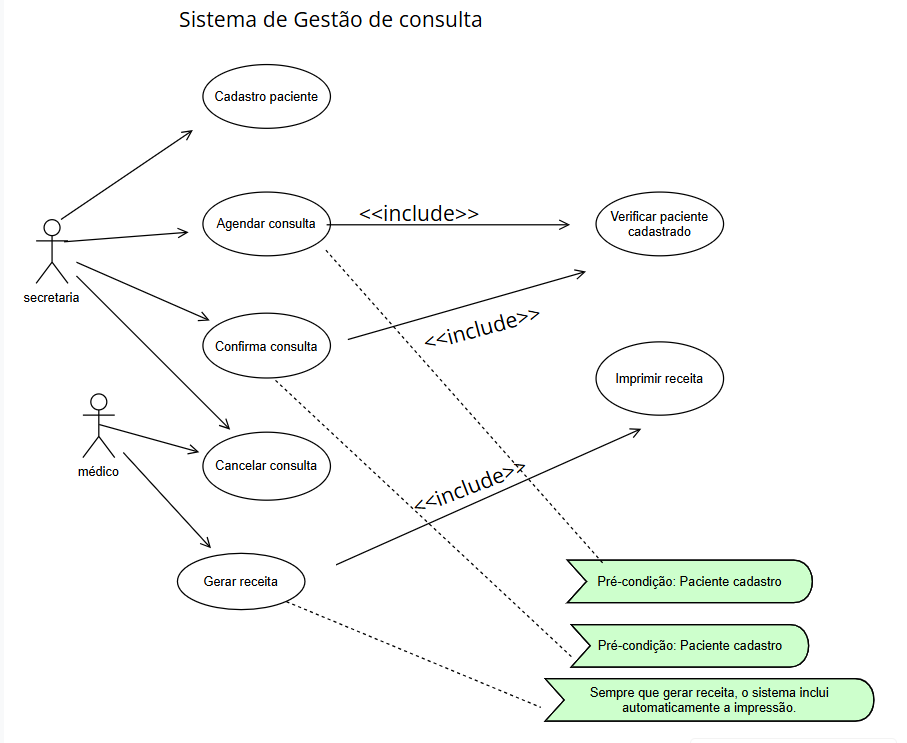 Sistema de Gestão de consulta
Cadastro paciente
Agendar consulta
<<include>>
Verificar paciente
cadastrado
secretaria
Confirma consulta
<<include>>
Imprimir receita
médico
Cancelar consulta
<<include>>
Gerar receita
Pré-condição: Paciente cadastro
Pré-condição: Paciente cadastro
Sempre que gerar receita, o sistema inclui
automaticamente a impressão.